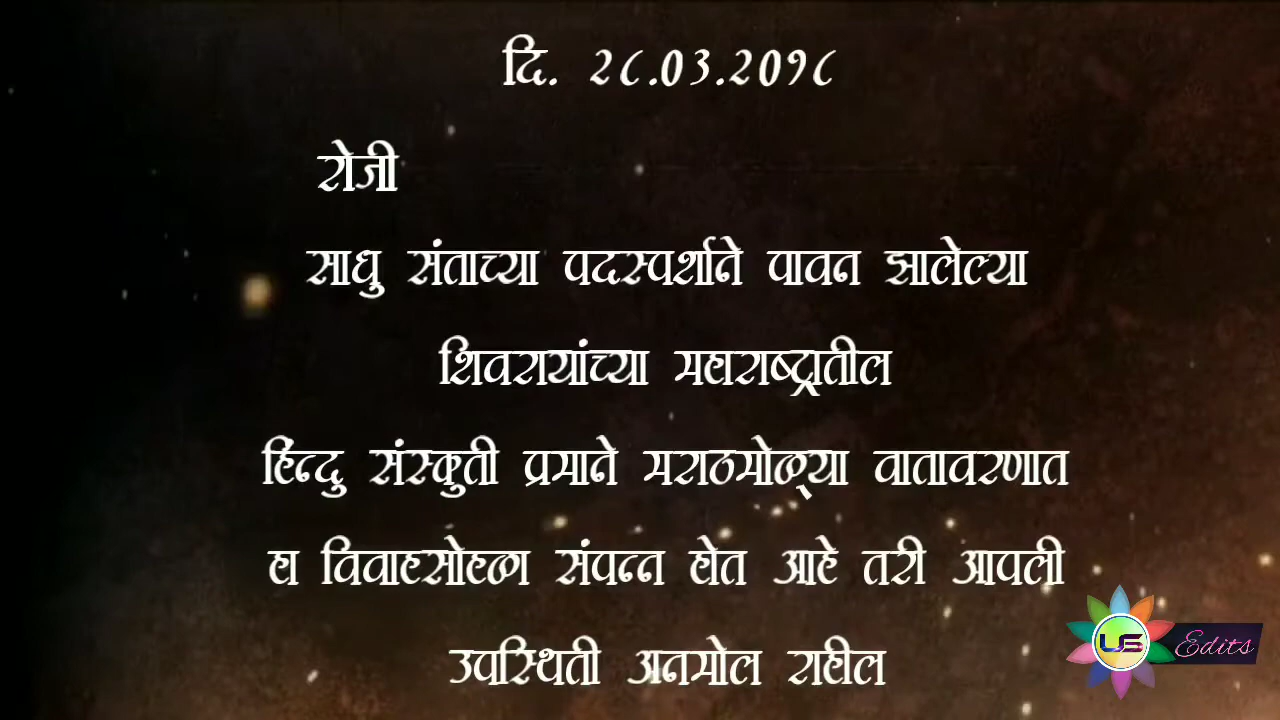 दि. २८.०३.२०१८
रोजी
साधु संताच्या पदस्पर्शाने पावन झालेल्या
शिवरायांच्या महाराष्ट्रातील
हिंन्दु संस्कुती प्रमाने मराठमोळ्या वातावरणात
हा विवाहसोहळा संपन्न होत आहे तरी आपली
उपस्थिती अनमोल राहील
US Edits